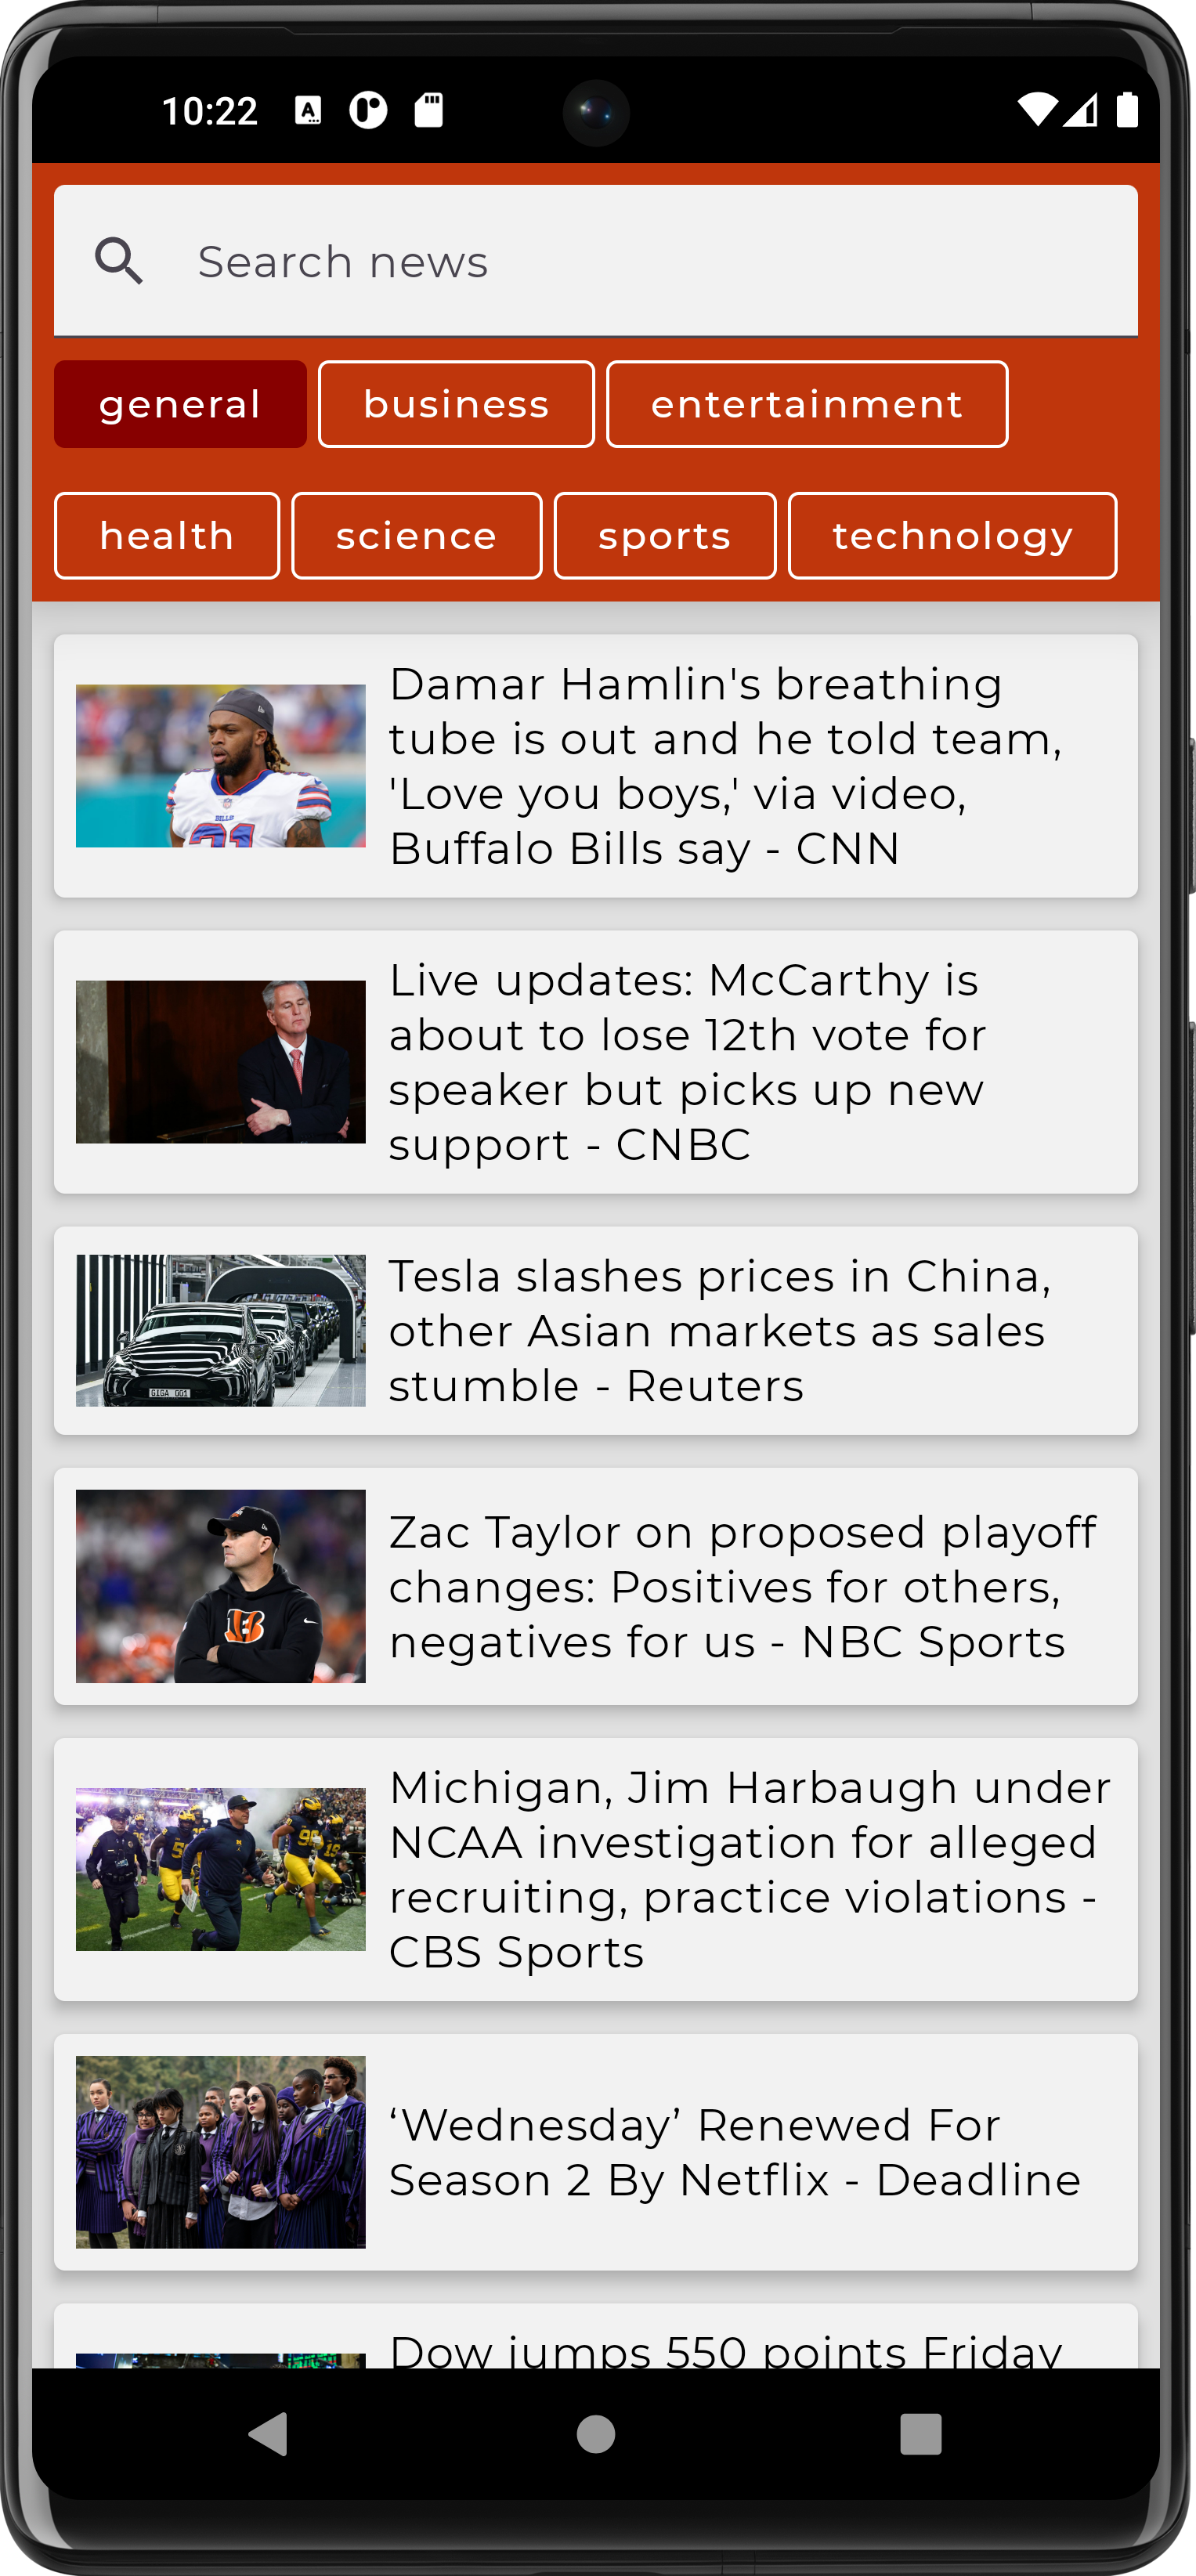 10:22
Search news
general business entertainment
health science sports technology
Damar Hamlin's breathing
tube is out and he told team,
'Love you boys,' via video,
Buffalo Bills say - CNN
BILLS
31
Live updates: McCarthy is
about to lose 12th vote for
speaker but picks up new
support - CNBC
Tesla slashes prices in China,
other Asian markets as sales
stumble - Reuters
GIGA 001
Zac Taylor on proposed playoff
changes: Positives for others,
negatives for us - NBC Sports
B
Michigan, Jim Harbaugh under
NCAA investigation for alleged
recruiting, practice violations -
CBS Sports
‘Wednesday’ Renewed For
Season 2 By Netflix - Deadline
Dow jumps 550 points Friday